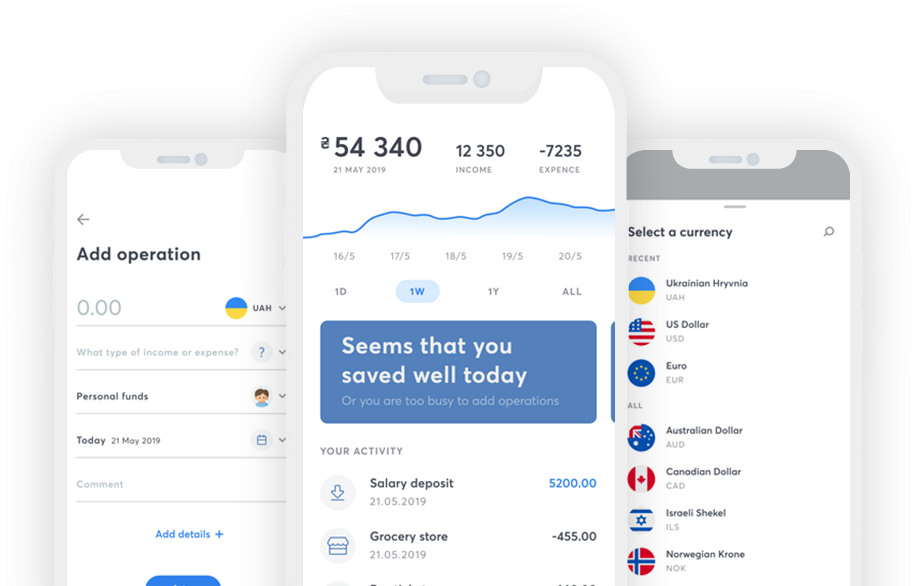 Add operation
0.00
UAH
What type of income or expense?
?
Personal funds
Today 21 May 2019
Comment
Add details +
₴54 340
21 MAY 2019
12 350
INCOME
-7235
EXPENCE
16/5 17/5 18/5 19/5 20/5
1D 1W 1Y ALL
Seems that you
saved well today
Or you are too busy to add operations
YOUR ACTIVITY
Salary deposit 5200.00
21.05.2019
Grocery store -455.00
21.05.2019
Select a currency
RECENT
Ukrainian Hryvnia
UAH
US Dollar
USD
Euro
EUR
ALL
Australian Dollar
AUD
Canadian Dollar
CAD
Israeli Shekel
ILS
Norwegian Krone
NOK